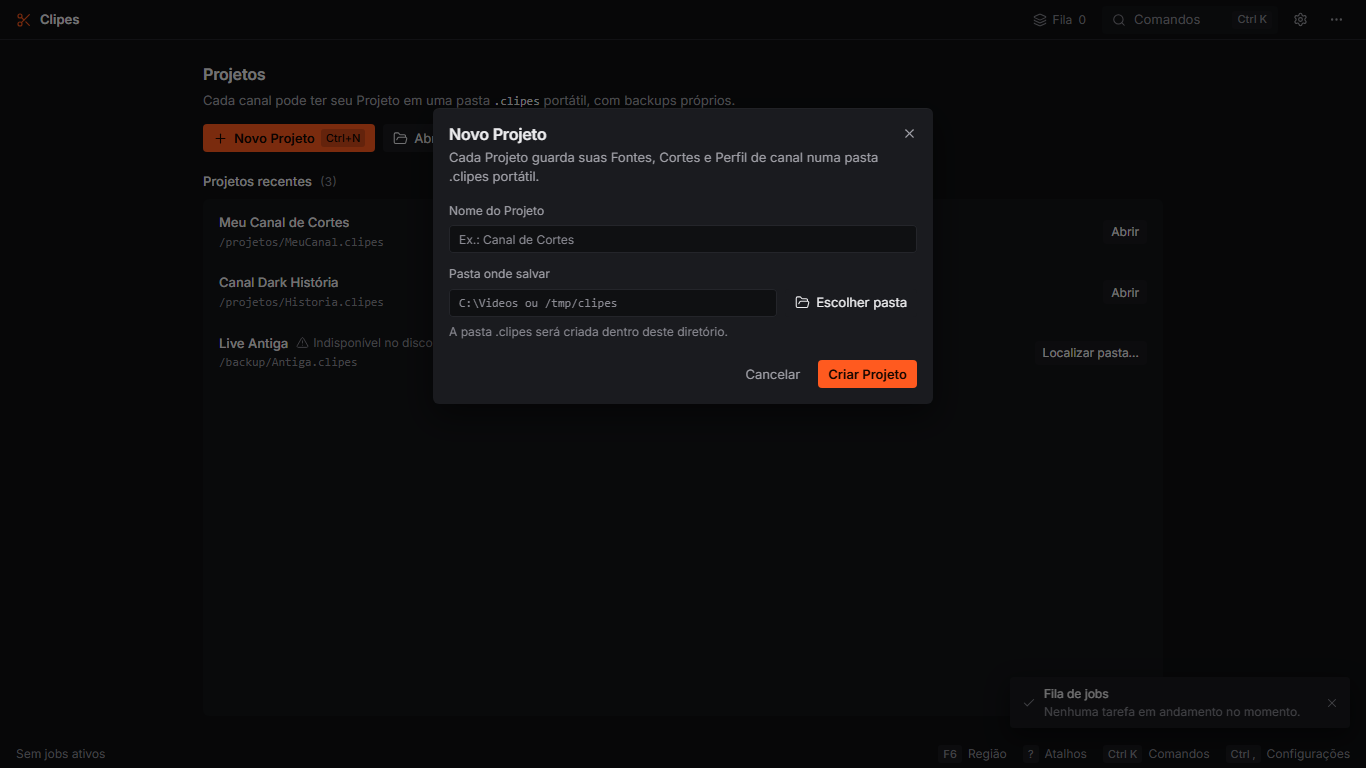 Clipes
Fila 0
Comandos Ctrl K
Projetos
Cada canal pode ter seu Projeto em uma pasta .clipes portátil, com backups próprios.
Novo Projeto Ctrl+N
Projetos recentes (3)
Meu Canal de Cortes
/projetos/MeuCanal.clipes
Abrir
Canal Dark História
/projetos/Historia.clipes
Abrir
Live Antiga Indisponível no disco
/backup/Antiga.clipes
Localizar pasta...
Novo Projeto
Cada Projeto guarda suas Fontes, Cortes e Perfil de canal numa pasta
.clipes portátil.
Nome do Projeto
Ex.: Canal de Cortes
Pasta onde salvar
C:\Videos ou /tmp/clipes
Escolher pasta
A pasta .clipes será criada dentro deste diretório.
Cancelar
Criar Projeto
Fila de jobs
Nenhuma tarefa em andamento no momento.
Sem jobs ativos
F6 Região ? Atalhos Ctrl K Comandos Ctrl , Configurações